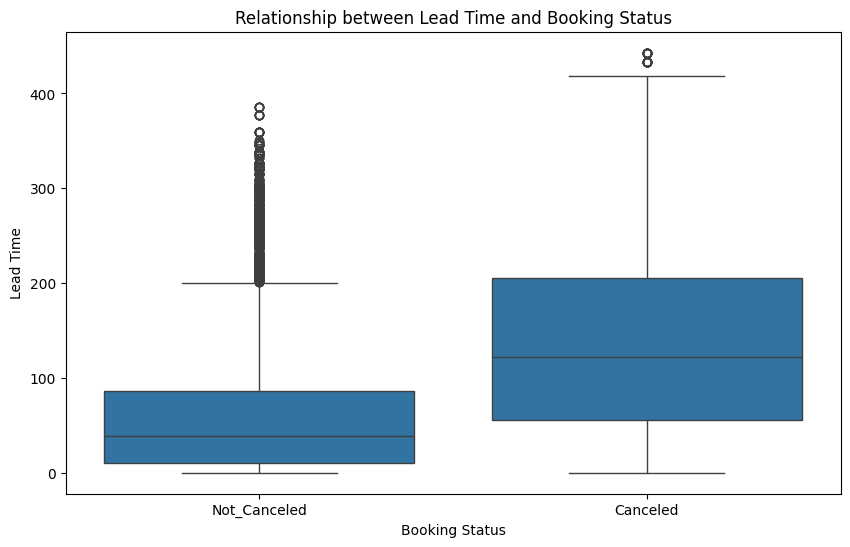 Relationship between Lead Time and Booking Status
400
300
200
100
0
Lead Time
Not_Canceled
Canceled
Booking Status